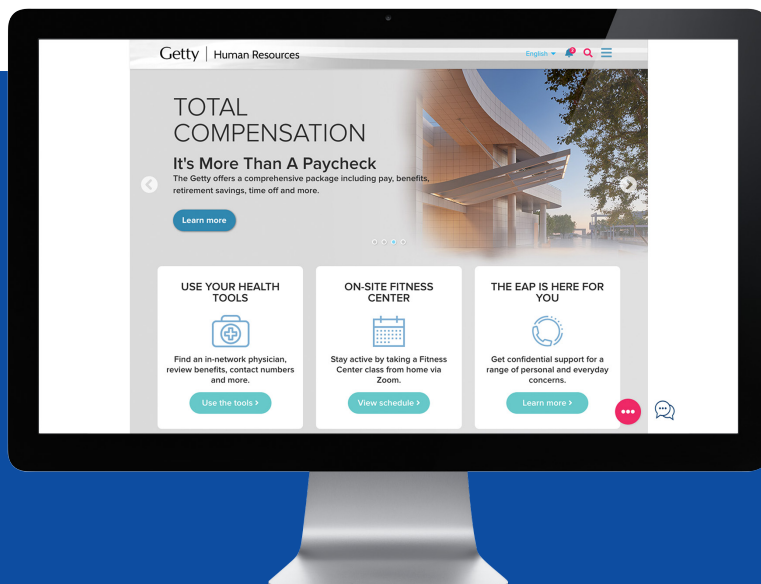 Getty | Human Resources
English
TOTAL
COMPENSATION
It's More Than A Paycheck
The Getty offers a comprehensive package including pay, benefits,
retirement savings, time off and more.
Learn more
USE YOUR HEALTH
TOOLS
Find an in-network physician,
review benefits, contact numbers
and more.
Use the tools >
ON-SITE FITNESS
CENTER
Stay active by taking a Fitness
Center class from home via
Zoom.
View schedule >
THE EAP IS HERE FOR
YOU
Get confidential support for a
range of personal and everyday
concerns.
Learn more >